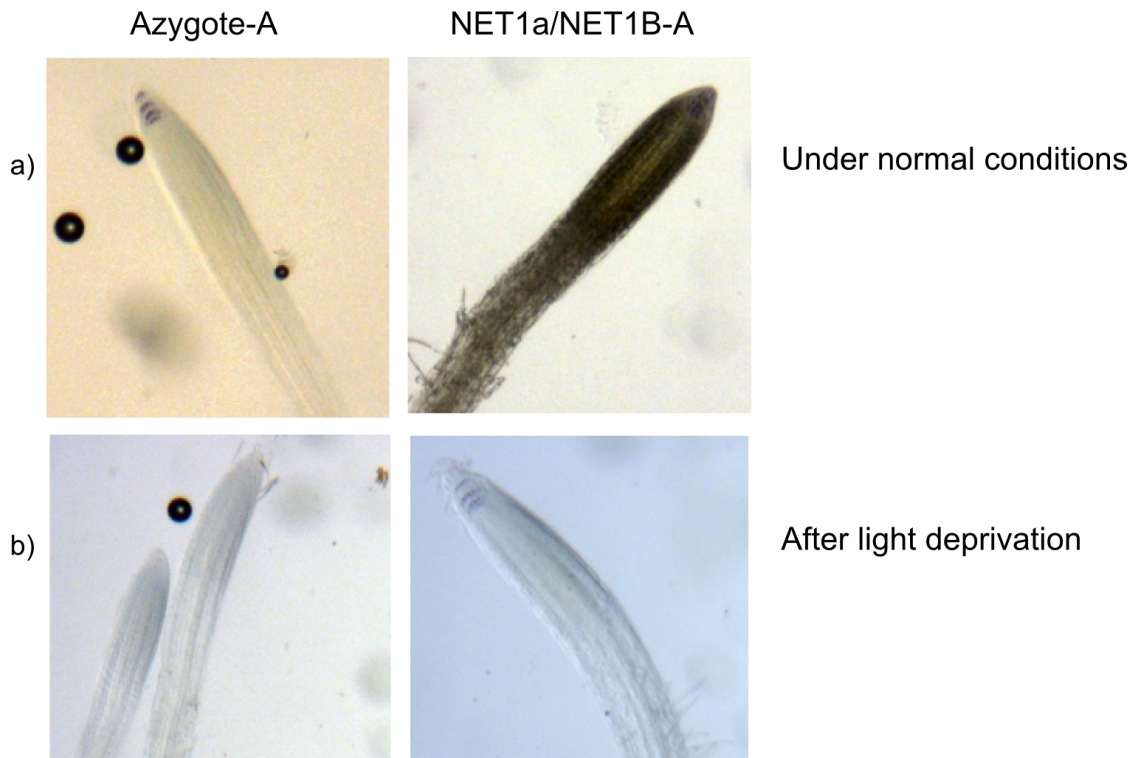 Azygote-A
NET1a/NET1B-A
a)
Under normal conditions
b)
After light deprivation